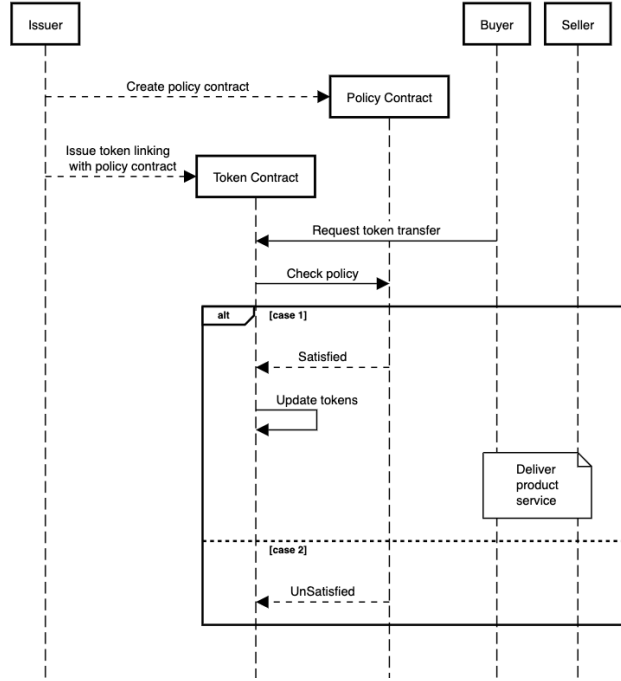 Issuer
Buyer
Seller
Create policy contract
Policy Contract
Issue token linking
with policy contract
Token Contract
Request token transfer
Check policy
alt
[case 1]
Satisfied
Update tokens
Deliver
product
service
[case 2]
UnSatisfied